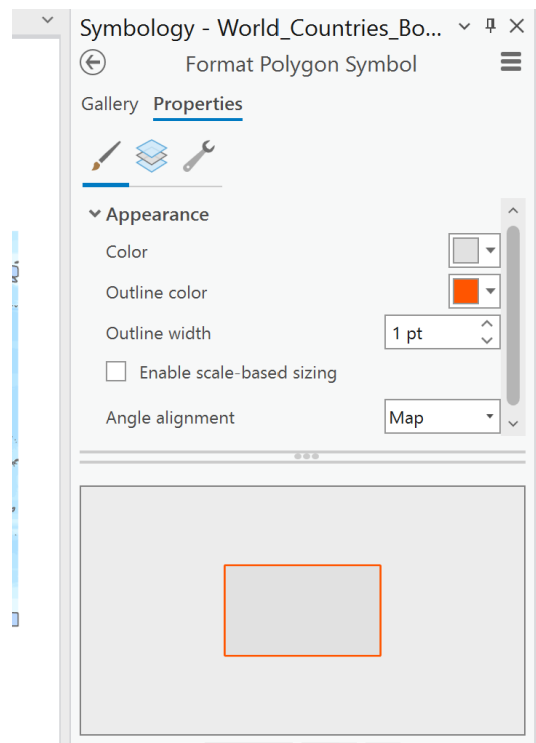 Symbology - World_Countries_Bo...
Format Polygon Symbol
Gallery Properties
Appearance
Color
Outline color
Outline width 1 pt
Enable scale-based sizing
Angle alignment Map